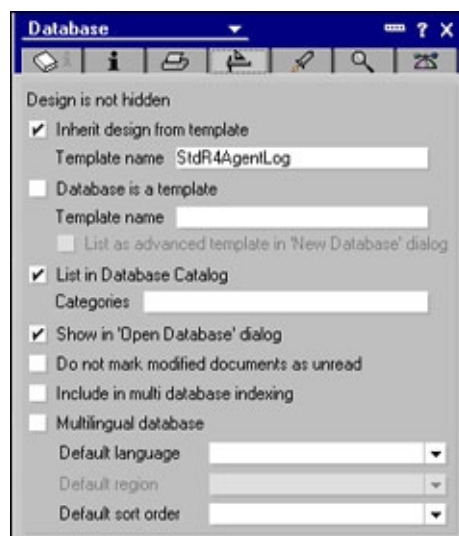 Database
? X
i
Design is not hidden
Inherit design from template
Template name StdR4AgentLog
Database is a template
Template name
List as advanced template in 'New Database' dialog
List in Database Catalog
Categories
Show in 'Open Database' dialog
Do not mark modified documents as unread
Include in multi database indexing
Multilingual database
Default language
Default region
Default sort order